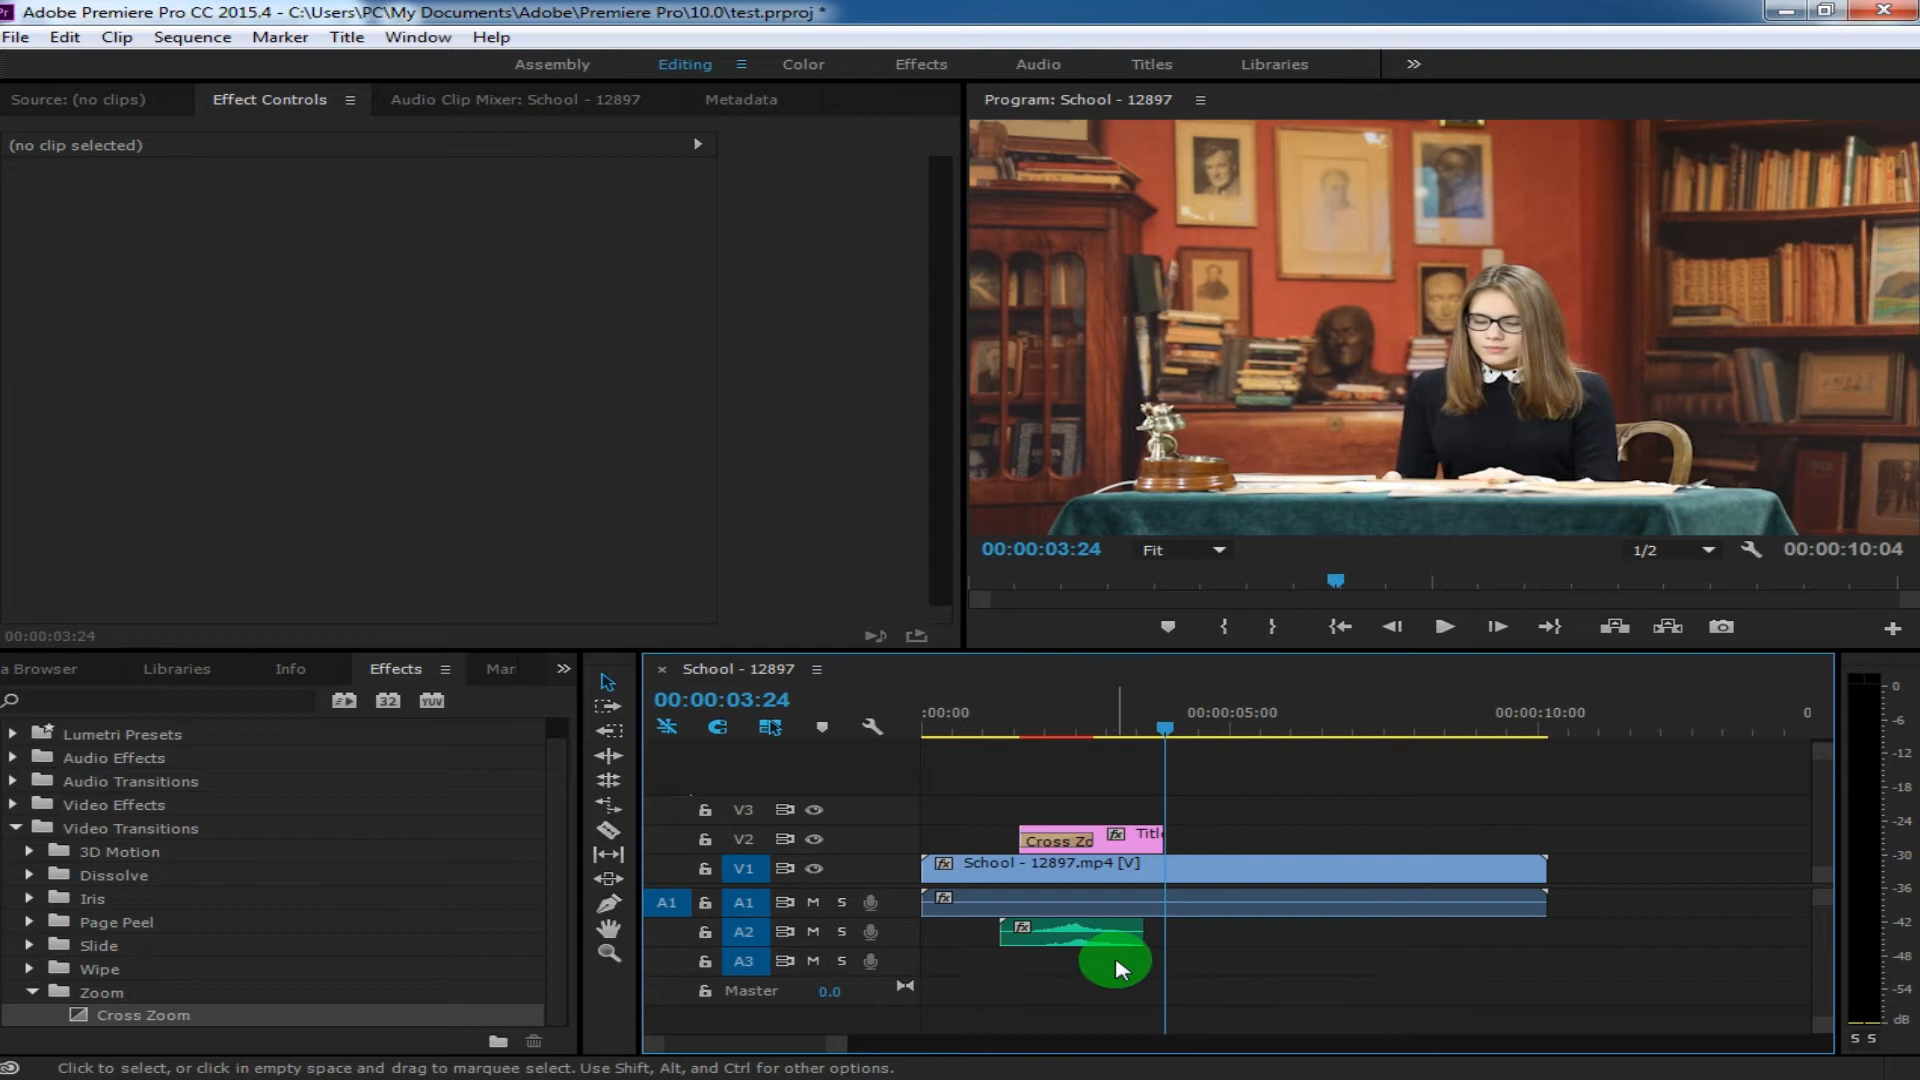 Adobe Premiere Pro CC 2015.4 - C:\Users\PC\My Documents\Adobe\Premiere Pro\10.0\test.prproj *
File Edit Clip Sequence Marker Title Window Help
Assembly Editing Color Effects Audio Titles Libraries
Source: (no clips) Effect Controls Audio Clip Mixer: School - 12897 Metadata
Program: School - 12897
(no clip selected)
00:00:03:24 Fit 1/2 00:00:10:04
00:00:03:24
a Browser Libraries Info Effects Mar
32 YUV
Lumetri Presets
Audio Effects
Audio Transitions
Video Effects
Video Transitions
3D Motion
Dissolve
Iris
Page Peel
Slide
Wipe
Zoom
Cross Zoom
× School - 12897
00:00:03:24
:00:00 00:00:05:00 00:00:10:00 0
V3
V2 Cross Zo fx Title
V1 fx School - 12897.mp4 [V]
A1 A1 M S fx
A2 M S fx
A3 M S
Master 0.0
0
-6
-12
-18
-24
-30
-36
-42
-48
-54
dB
S S
Click to select, or click in empty space and drag to marquee select. Use Shift, Alt, and Ctrl for other options.